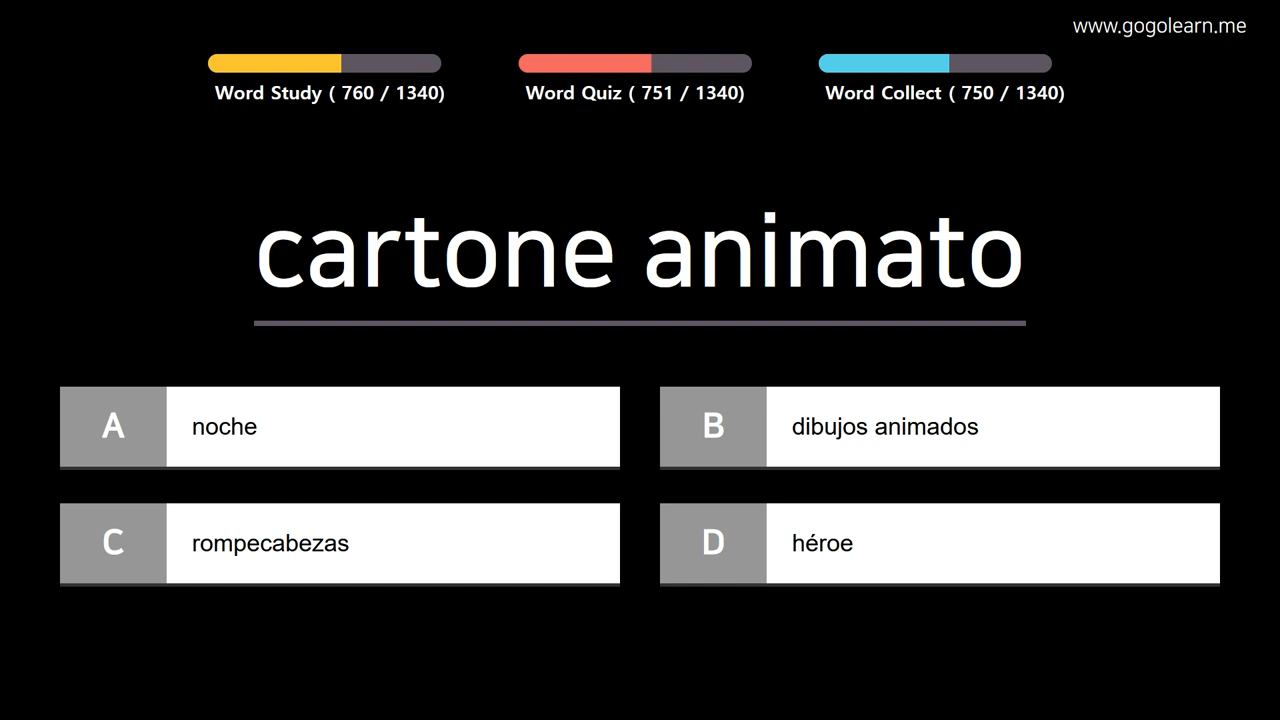 www.gogolearn.me
Word Study ( 760 / 1340)
Word Quiz ( 751 / 1340)
Word Collect ( 750 / 1340)
cartone animato
A
noche
B
dibujos animados
C
rompecabezas
D
héroe